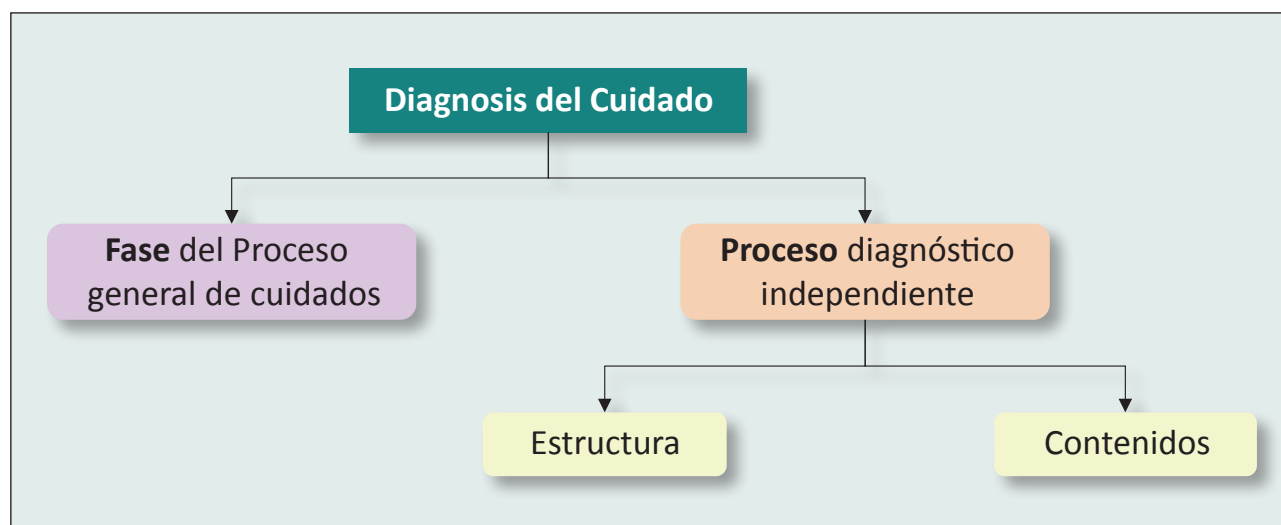 Diagnosis del Cuidado
Fase del Proceso
general de cuidados
Proceso diagnóstico
independiente
Estructura
Contenidos